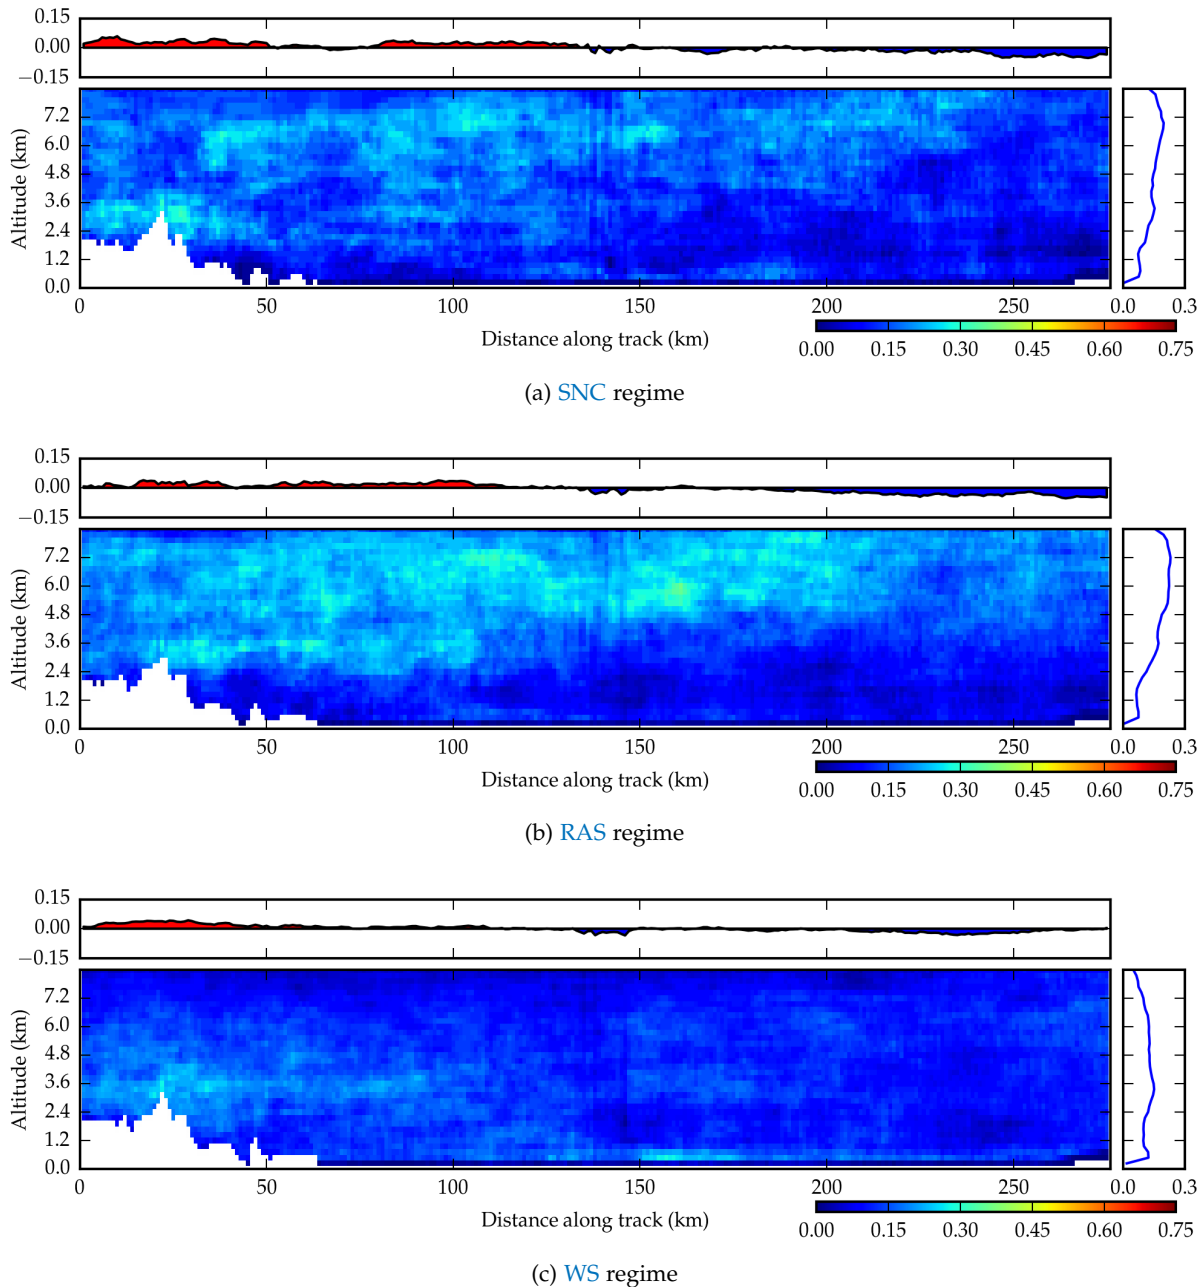 0.15
0.00
−0.15
7.2
6.0
4.8
3.6
2.4
1.2
0.0
Altitude (km)
0 50 100 150 200 250 0.0 0.3
Distance along track (km)
0.00 0.15 0.30 0.45 0.60 0.75
(a) SNC regime
0.15
0.00
−0.15
7.2
6.0
4.8
3.6
2.4
1.2
0.0
Altitude (km)
0 50 100 150 200 250 0.0 0.3
Distance along track (km)
0.00 0.15 0.30 0.45 0.60 0.75
(b) RAS regime
0.15
0.00
−0.15
7.2
6.0
4.8
3.6
2.4
1.2
0.0
Altitude (km)
0 50 100 150 200 250 0.0 0.3
Distance along track (km)
0.00 0.15 0.30 0.45 0.60 0.75
(c) WS regime